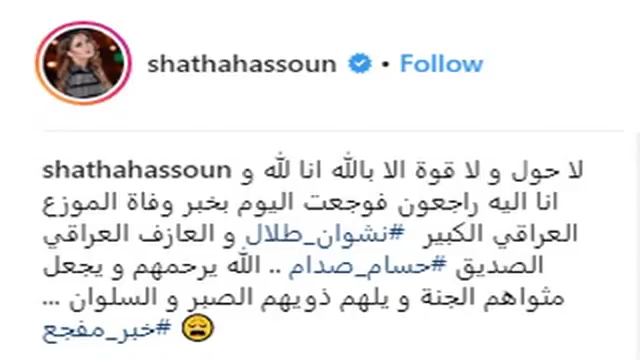 shathahassoun • Follow
shathahassoun لا حول و لا قوة الا بالله انا لله و
انا اليه راجعون فوجعت اليوم بخبر وفاة الموزع
العراقي الكبير #نشوان_طلال و العازف العراقي
الصديق #حسام_صدام .. الله يرحمهم و يجعل
مثواهم الجنة و يلهم ذويهم الصبر و السلوان ...
#خبر_مفجع 😩